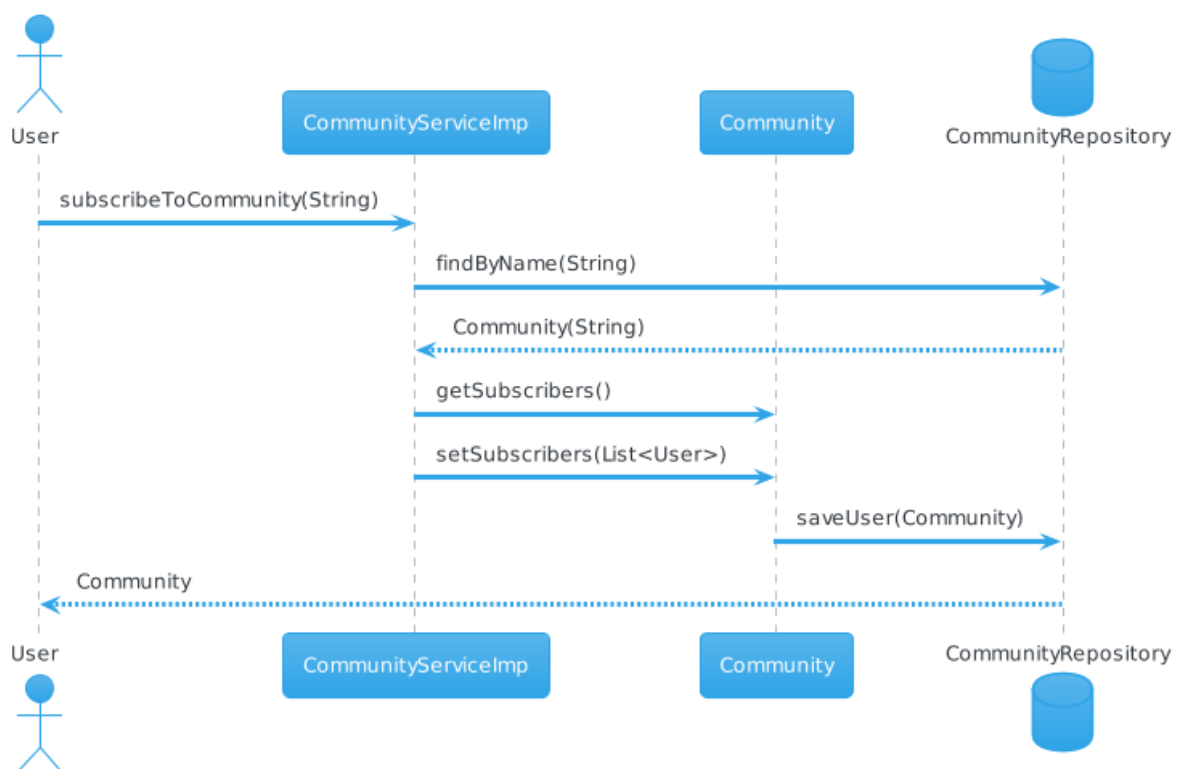 User
CommunityServiceImp
Community
CommunityRepository
subscribeToCommunity(String)
findByName(String)
Community(String)
getSubscribers()
setSubscribers(List<User>)
saveUser(Community)
Community
User
CommunityServiceImp
Community
CommunityRepository